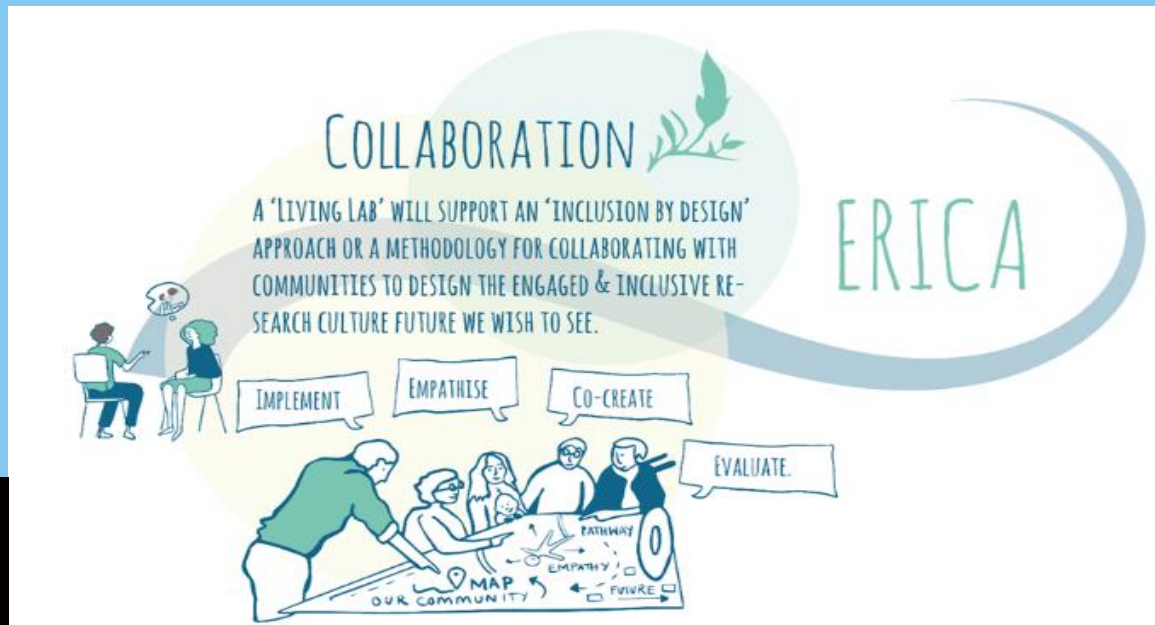 COLLABORATION
A ‘LIVING LAB’ WILL SUPPORT AN ‘INCLUSION BY DESIGN’
APPROACH OR A METHODOLOGY FOR COLLABORATING WITH
COMMUNITIES TO DESIGN THE ENGAGED & INCLUSIVE RE-
SEARCH CULTURE FUTURE WE WISH TO SEE.
ERICA
IMPLEMENT
EMPATHISE
CO-CREATE
EVALUATE.
PATHWAY
EMPATHY
MAP
FUTURE
OUR COMMUNITY